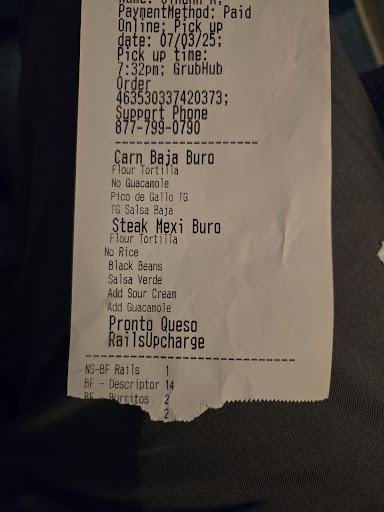 PaymentMethod: Paid
Online; Pick up
date: 07/03/25;
Pick up time:
7:32pm; GrubHub
Order
463530337420373;
Support Phone
877-799-0790
Carn Baja Buro
Flour Tortilla
No Guacamole
Pico de Gallo TG
TG Salsa Baja
Steak Mexi Buro
Flour Tortilla
No Rice
Black Beans
Salsa Verde
Add Sour Cream
Add Guacamole
Pronto Queso
RailsUpcharge
NS-BF Rails 1
BF - Descriptor 14
BF - Burritos 2
2